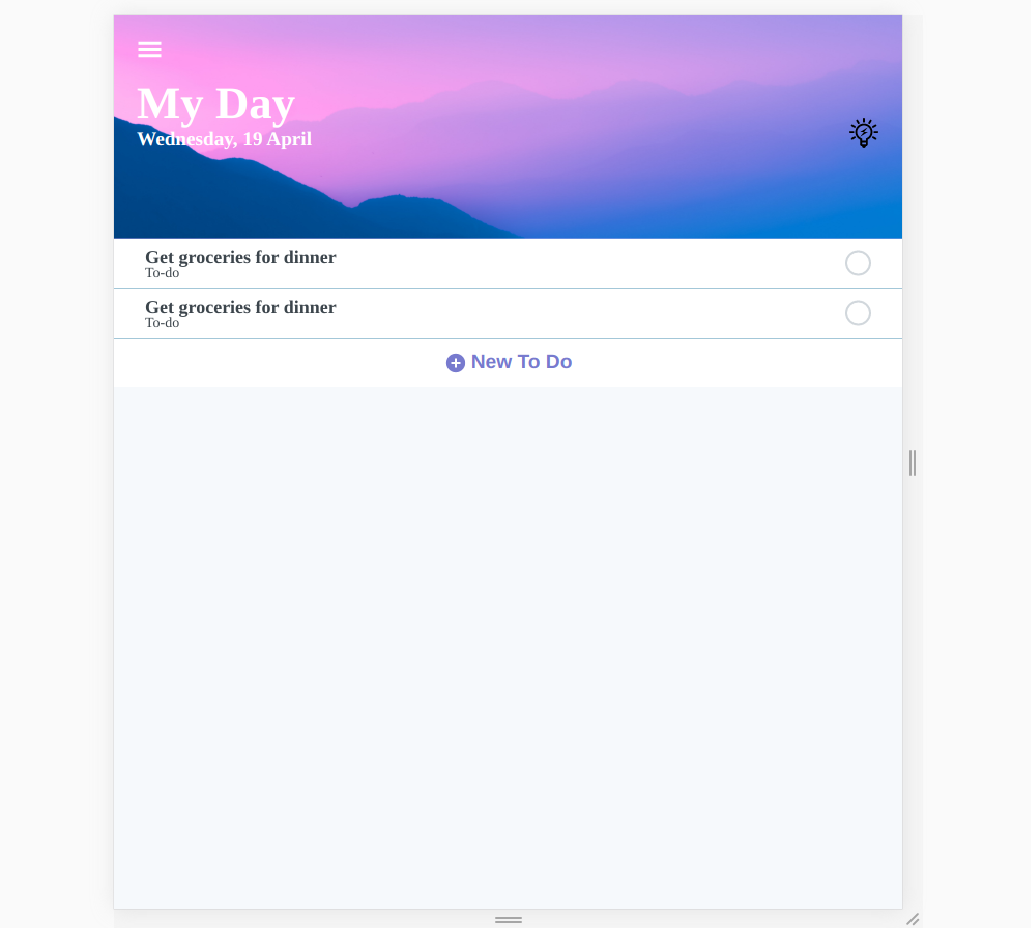 My Day
Wednesday, 19 April
Get groceries for dinner
To-do
Get groceries for dinner
To-do
New To Do